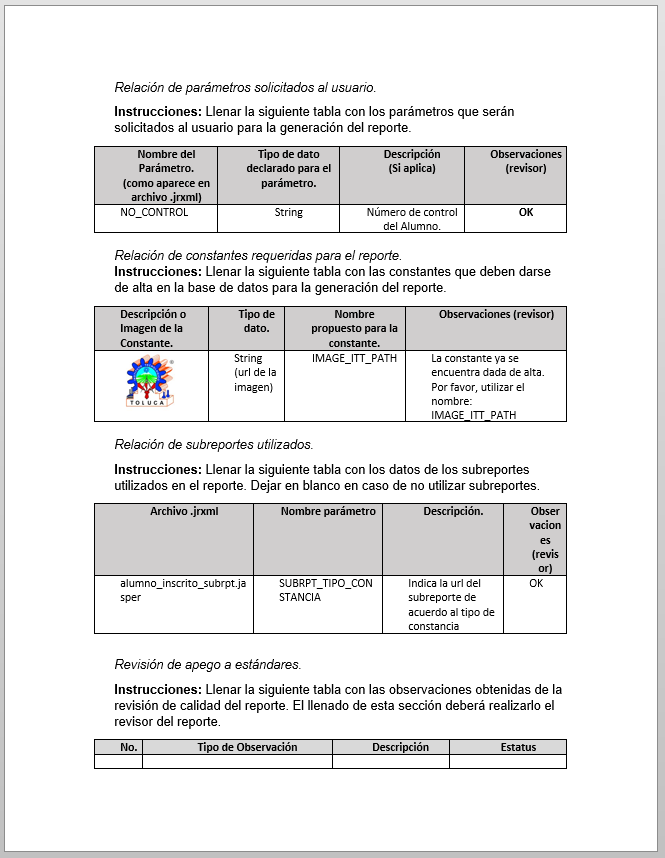 Relación de parámetros solicitados al usuario.
Instrucciones: Llenar la siguiente tabla con los parámetros que serán
solicitados al usuario para la generación del reporte.
Nombre del
Parámetro.
(como aparece en
archivo .jrxml)
Tipo de dato
declarado para el
parámetro.
Descripción
(Si aplica)
Observaciones
(revisor)
NO_CONTROL
String
Número de control
del Alumno.
OK
Relación de constantes requeridas para el reporte.
Instrucciones: Llenar la siguiente tabla con las constantes que deben darse
de alta en la base de datos para la generación del reporte.
Descripción o
Imagen de la
Constante.
Tipo de
dato.
Nombre
propuesto para la
constante.
Observaciones (revisor)
®
TOLUCA
String
(url de la
imagen)
IMAGE_ITT_PATH
La constante ya se
encuentra dada de alta.
Por favor, utilizar el
nombre:
IMAGE_ITT_PATH
Relación de subreportes utilizados.
Instrucciones: Llenar la siguiente tabla con los datos de los subreportes
utilizados en el reporte. Dejar en blanco en caso de no utilizar subreportes.
Archivo .jrxml
Nombre parámetro
Descripción.
Obser
vacion
es
(revis
or)
alumno_inscrito_subrpt.ja
sper
SUBRPT_TIPO_CON
STANCIA
Indica la url del
subreporte de
acuerdo al tipo de
constancia
OK
Revisión de apego a estándares.
Instrucciones: Llenar la siguiente tabla con las observaciones obtenidas de la
revisión de calidad del reporte. El llenado de esta sección deberá realizarlo el
revisor del reporte.
No.
Tipo de Observación
Descripción
Estatus